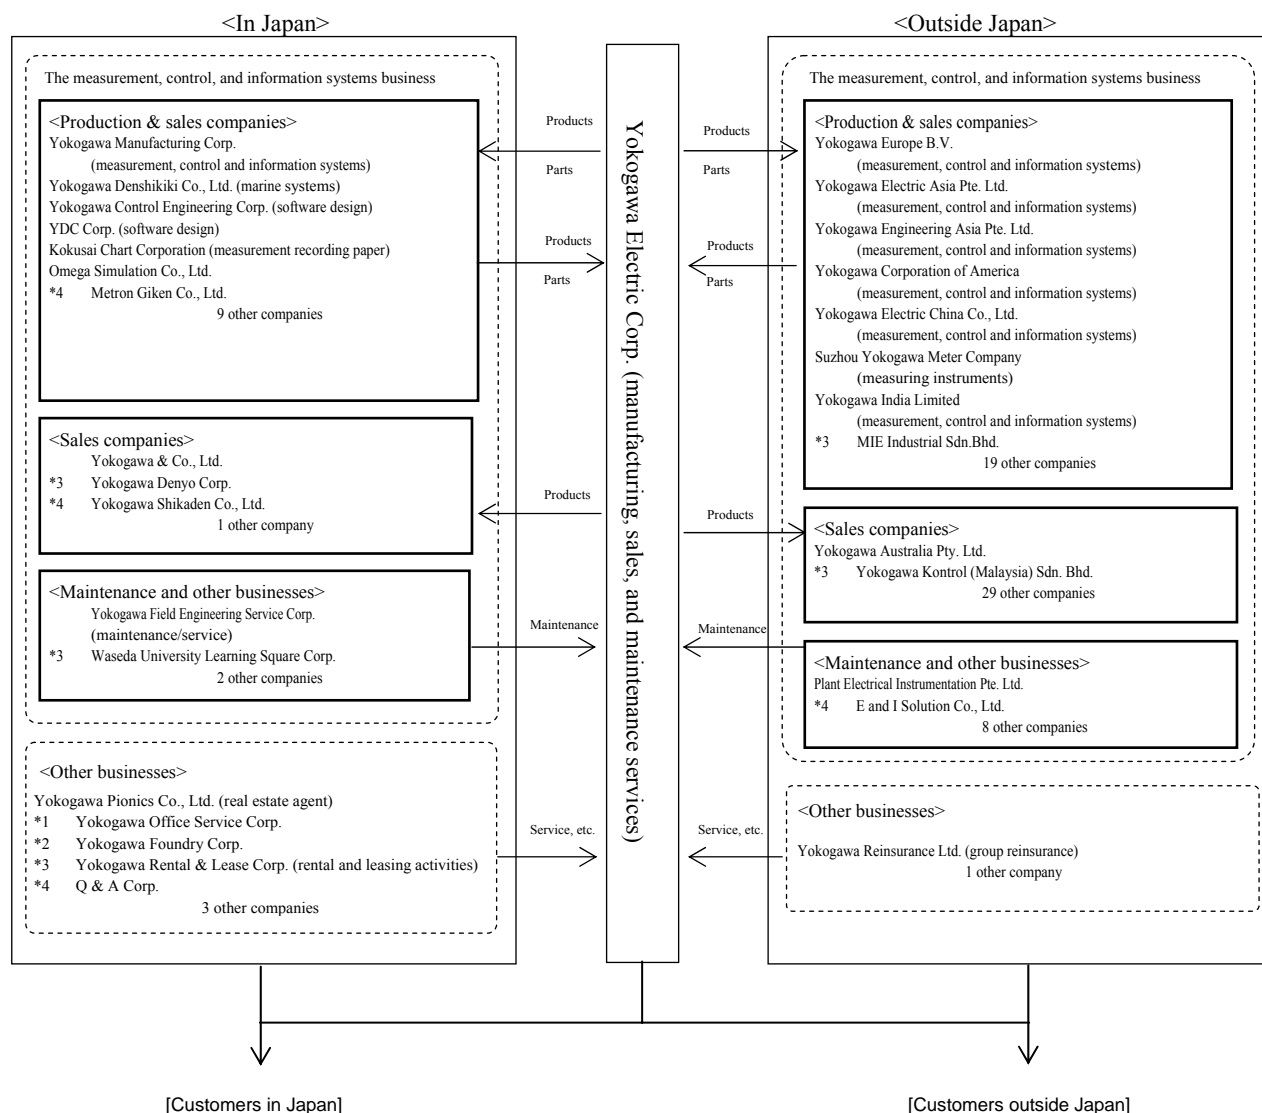 <In Japan>
The measurement, control, and information systems business
<Production & sales companies>
Yokogawa Manufacturing Corp.
(measurement, control and information systems)
Yokogawa Denshikiki Co., Ltd. (marine systems)
Yokogawa Control Engineering Corp. (software design)
YDC Corp. (software design)
Kokusai Chart Corporation (measurement recording paper)
Omega Simulation Co., Ltd.
*4 Metron Giken Co., Ltd.
9 other companies
<Sales companies>
Yokogawa & Co., Ltd.
*3 Yokogawa Denyo Corp.
*4 Yokogawa Shikaden Co., Ltd.
1 other company
<Maintenance and other businesses>
Yokogawa Field Engineering Service Corp.
(maintenance/service)
*3 Waseda University Learning Square Corp.
2 other companies
<Other businesses>
Yokogawa Pionics Co., Ltd. (real estate agent)
*1 Yokogawa Office Service Corp.
*2 Yokogawa Foundry Corp.
*3 Yokogawa Rental & Lease Corp. (rental and leasing activities)
*4 Q & A Corp.
3 other companies
Products
Parts
Products
Parts
Products
Maintenance
Service, etc.
Yokogawa Electric Corp. (manufacturing, sales, and maintenance services)
Products
Parts
Products
Parts
Products
Maintenance
Service, etc.
<Outside Japan>
The measurement, control, and information systems business
<Production & sales companies>
Yokogawa Europe B.V.
(measurement, control and information systems)
Yokogawa Electric Asia Pte. Ltd.
(measurement, control and information systems)
Yokogawa Engineering Asia Pte. Ltd.
(measurement, control and information systems)
Yokogawa Corporation of America
(measurement, control and information systems)
Yokogawa Electric China Co., Ltd.
(measurement, control and information systems)
Suzhou Yokogawa Meter Company
(measuring instruments)
Yokogawa India Limited
(measurement, control and information systems)
*3 MIE Industrial Sdn.Bhd.
19 other companies
<Sales companies>
Yokogawa Australia Pty. Ltd.
*3 Yokogawa Kontrol (Malaysia) Sdn. Bhd.
29 other companies
<Maintenance and other businesses>
Plant Electrical Instrumentation Pte. Ltd.
*4 E and I Solution Co., Ltd.
8 other companies
<Other businesses>
Yokogawa Reinsurance Ltd. (group reinsurance)
1 other company
[Customers in Japan]
[Customers outside Japan]